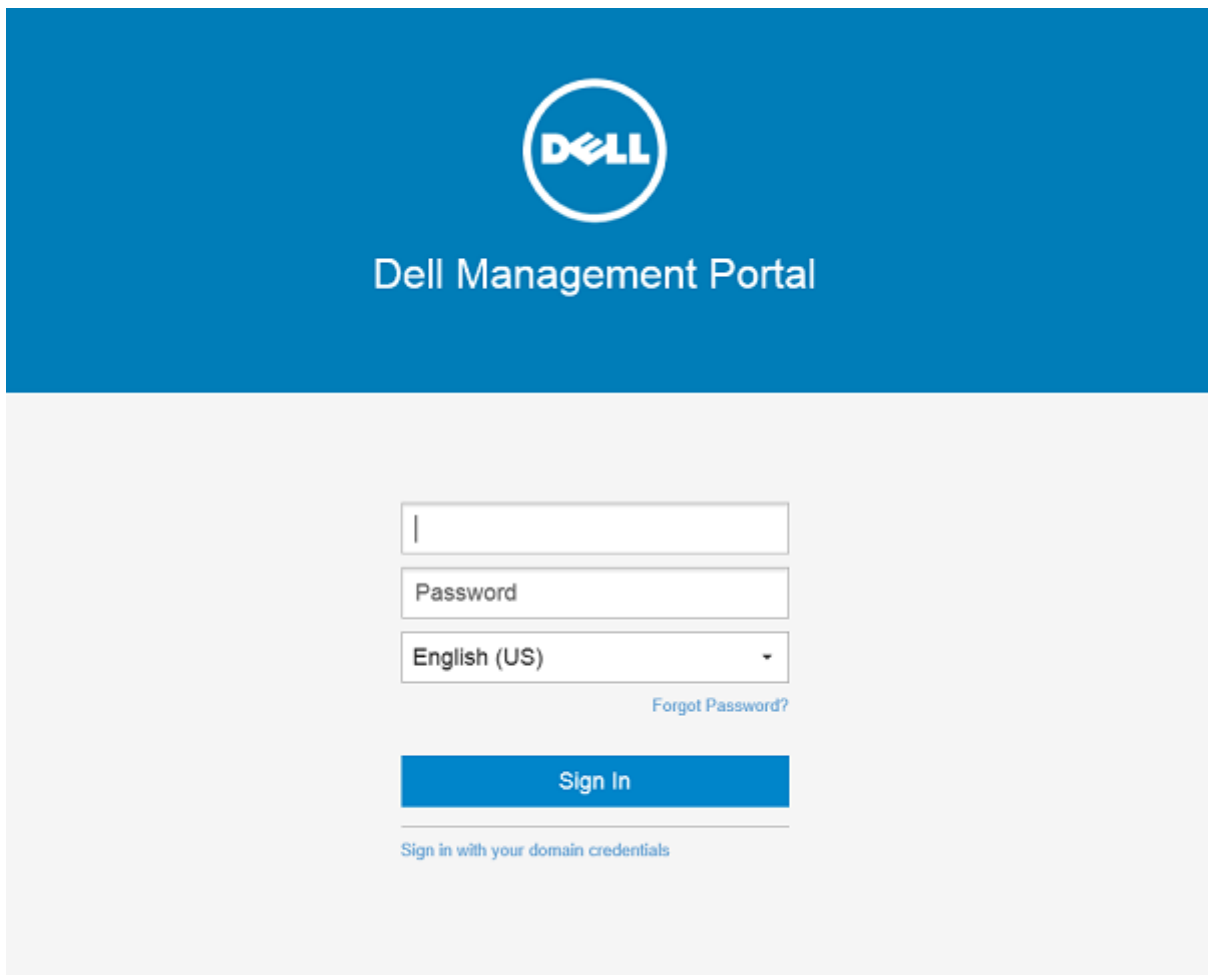 DELL
Dell Management Portal
Password
English (US)
Forgot Password?
Sign In
Sign in with your domain credentials